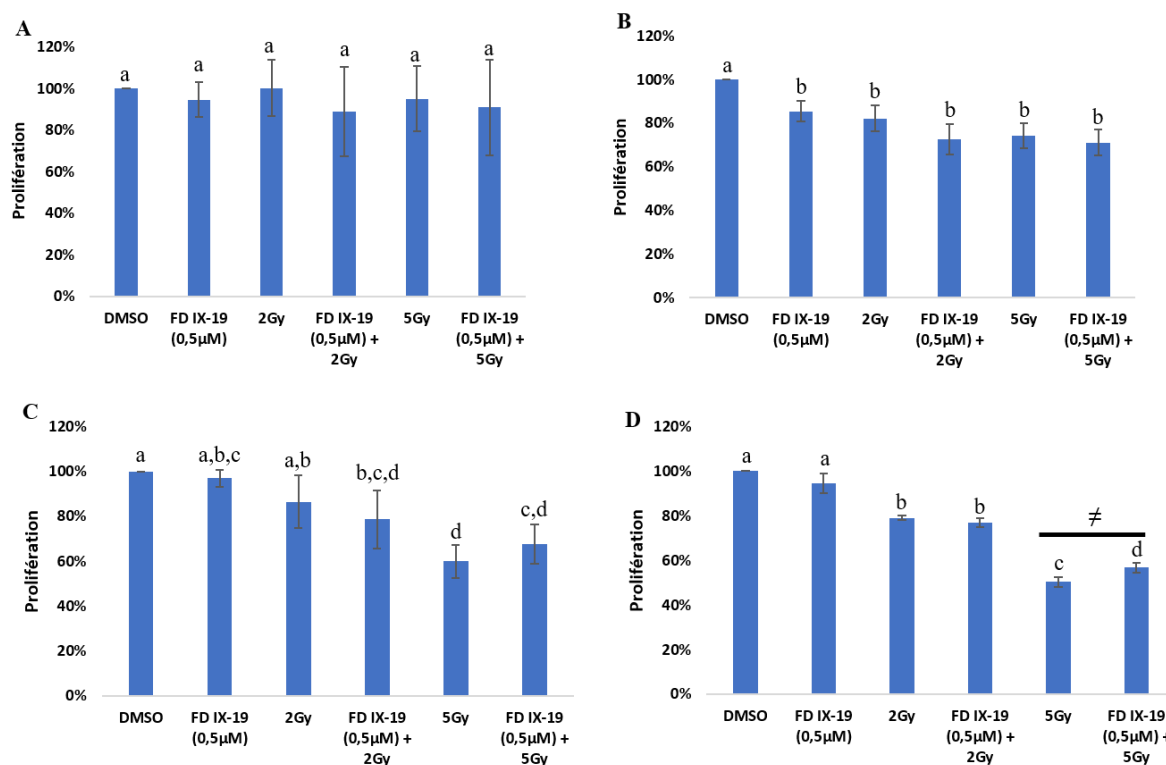 A
120%
100%
80%
60%
40%
20%
0%
Prolifération
a
a
a
a
a
a
DMSO
FD IX-19
(0,5µM)
2Gy
FD IX-19
(0,5µM) +
2Gy
5Gy
FD IX-19
(0,5µM) +
5Gy
B
120%
100%
80%
60%
40%
20%
0%
Prolifération
a
b
b
b
b
b
DMSO
FD IX-19
(0,5µM)
2Gy
FD IX-19
(0,5µM) +
2Gy
5Gy
FD IX-19
(0,5µM) +
5Gy
C
120%
100%
80%
60%
40%
20%
0%
Prolifération
a
a,b,c
a,b
b,c,d
d
c,d
DMSO
FD IX-19
(0,5µM)
2Gy
FD IX-19
(0,5µM) +
2Gy
5Gy
FD IX-19
(0,5µM) +
5Gy
D
120%
100%
80%
60%
40%
20%
0%
Prolifération
a
a
b
b
≠
c
d
DMSO
FD IX-19
(0,5µM)
2Gy
FD IX-19
(0,5µM) +
2Gy
5Gy
FD IX-19
(0,5µM) +
5Gy